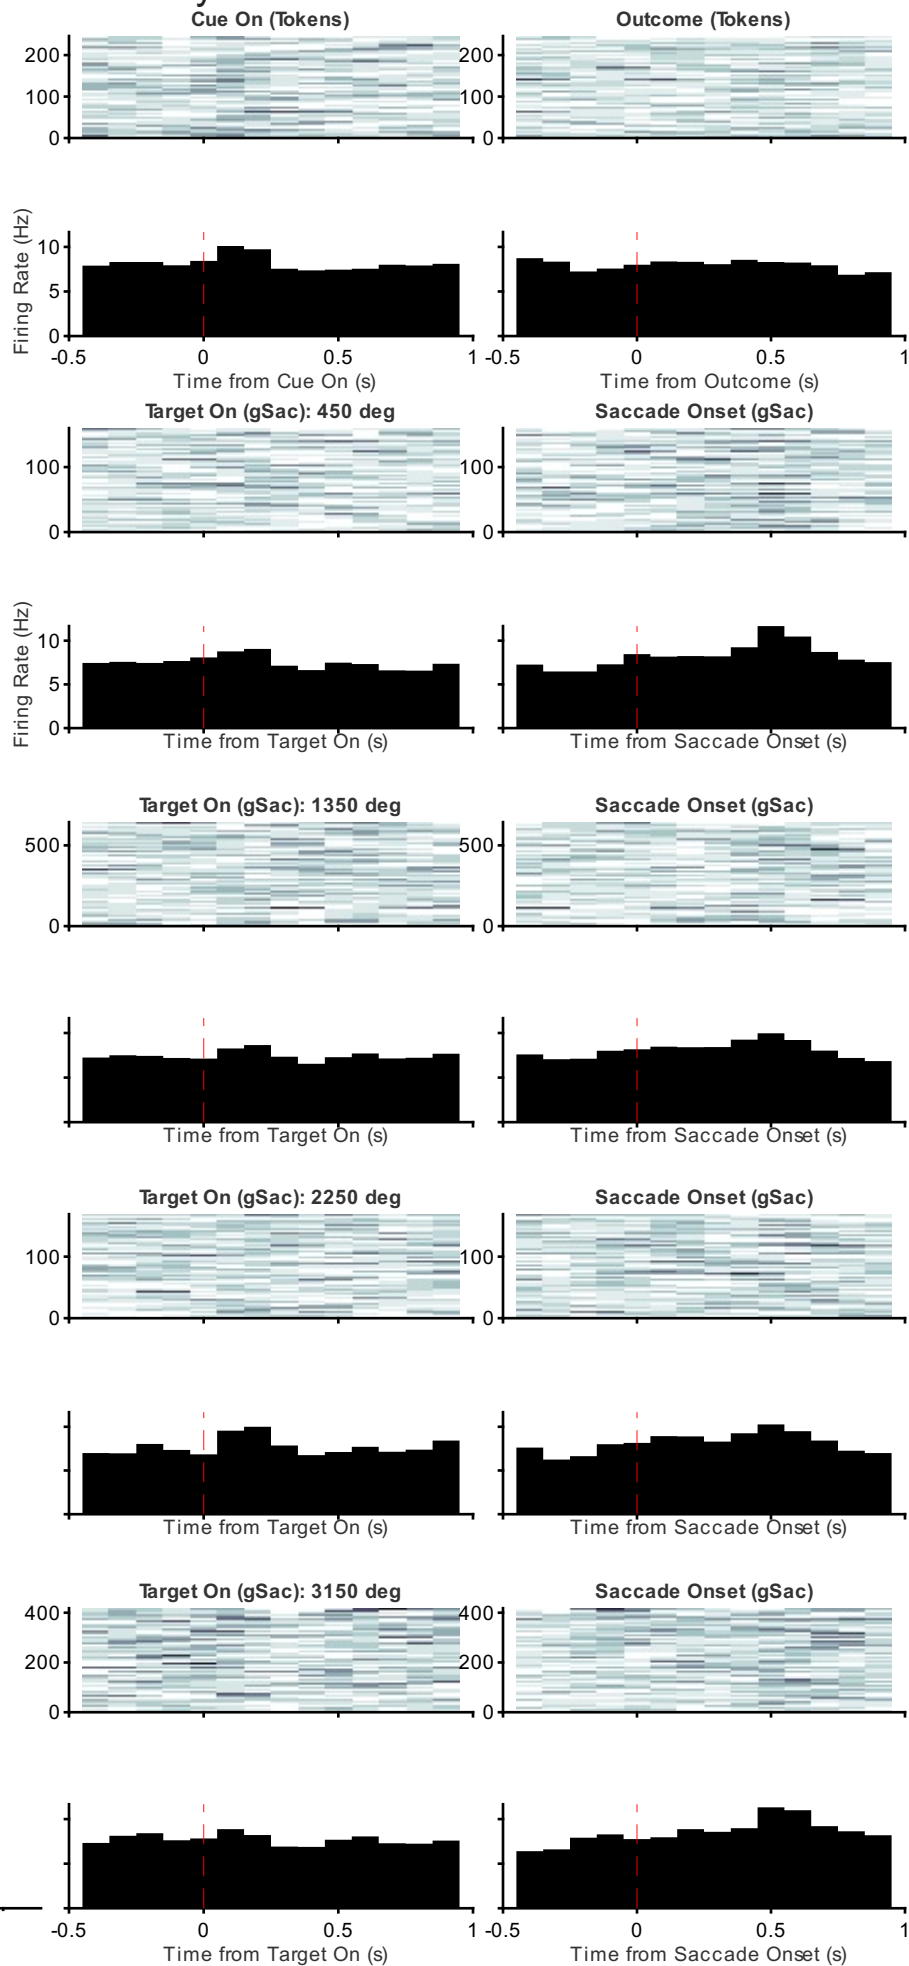 y
Cue On (Tokens) Outcome (Tokens)
200 200
100 100
0 0
Firing Rate (Hz)
10
5
0
-0.5 0 0.5 1 -0.5 0 0.5 1
Time from Cue On (s) Time from Outcome (s)
Target On (gSac): 450 deg Saccade Onset (gSac)
100 100
0 0
Firing Rate (Hz)
10
5
0
Time from Target On (s) Time from Saccade Onset (s)
Target On (gSac): 1350 deg Saccade Onset (gSac)
500 500
0 0
Time from Target On (s) Time from Saccade Onset (s)
Target On (gSac): 2250 deg Saccade Onset (gSac)
100 100
0 0
Time from Target On (s) Time from Saccade Onset (s)
Target On (gSac): 3150 deg Saccade Onset (gSac)
400 400
200 200
0 0
-0.5 0 0.5 1 -0.5 0 0.5 1
Time from Target On (s) Time from Saccade Onset (s)